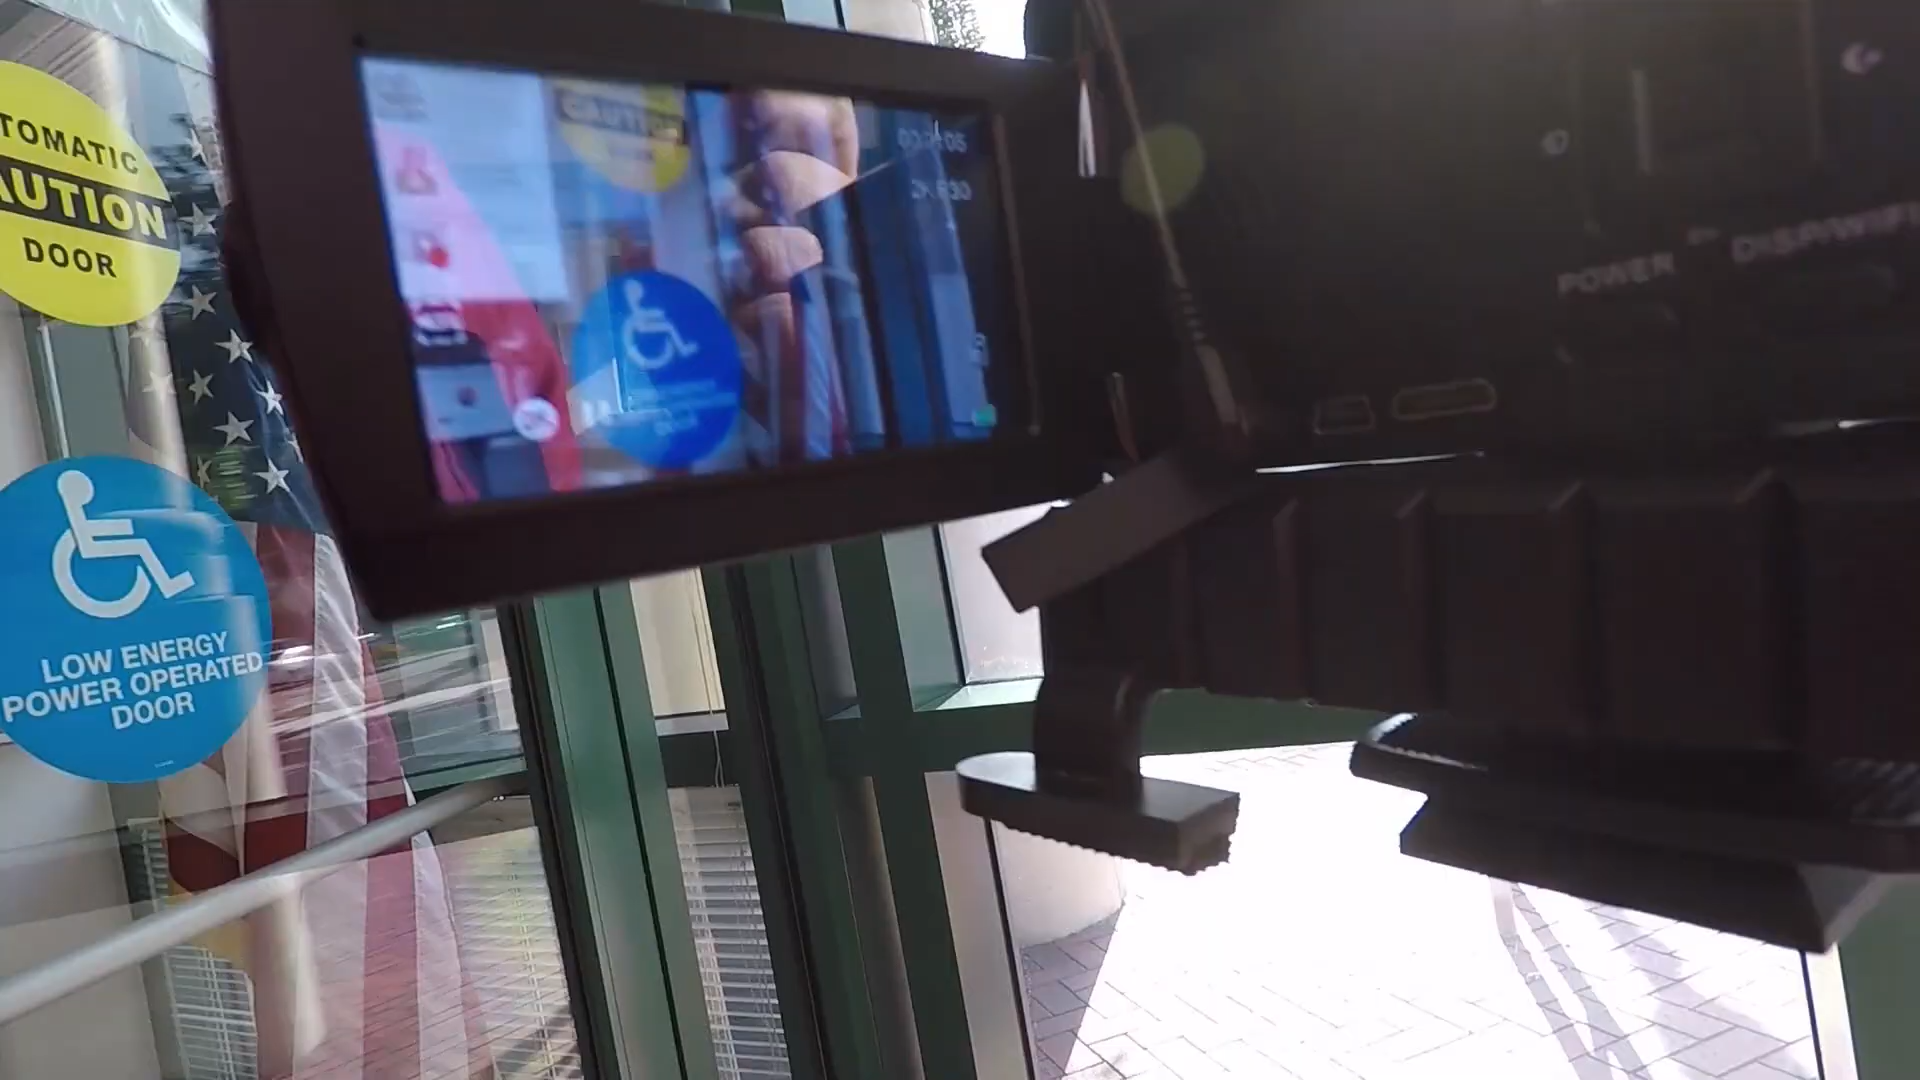 TOMATIC
AUTION
DOOR
LOW ENERGY
POWER OPERATED
DOOR
CAUTION
POWER
DISP/WIFI